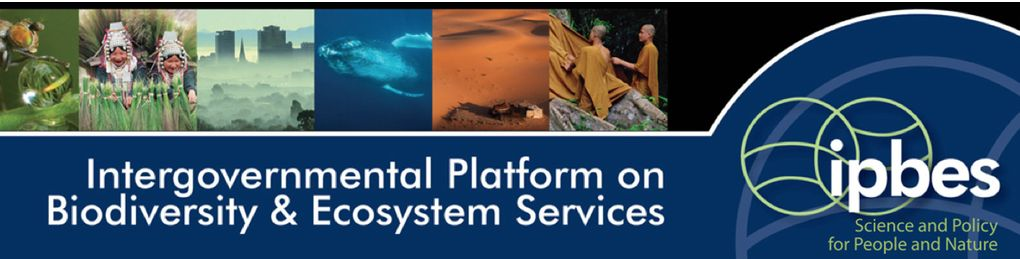 Intergovernmental Platform on
Biodiversity & Ecosystem Services
ipbes
Science and Policy
for People and Nature